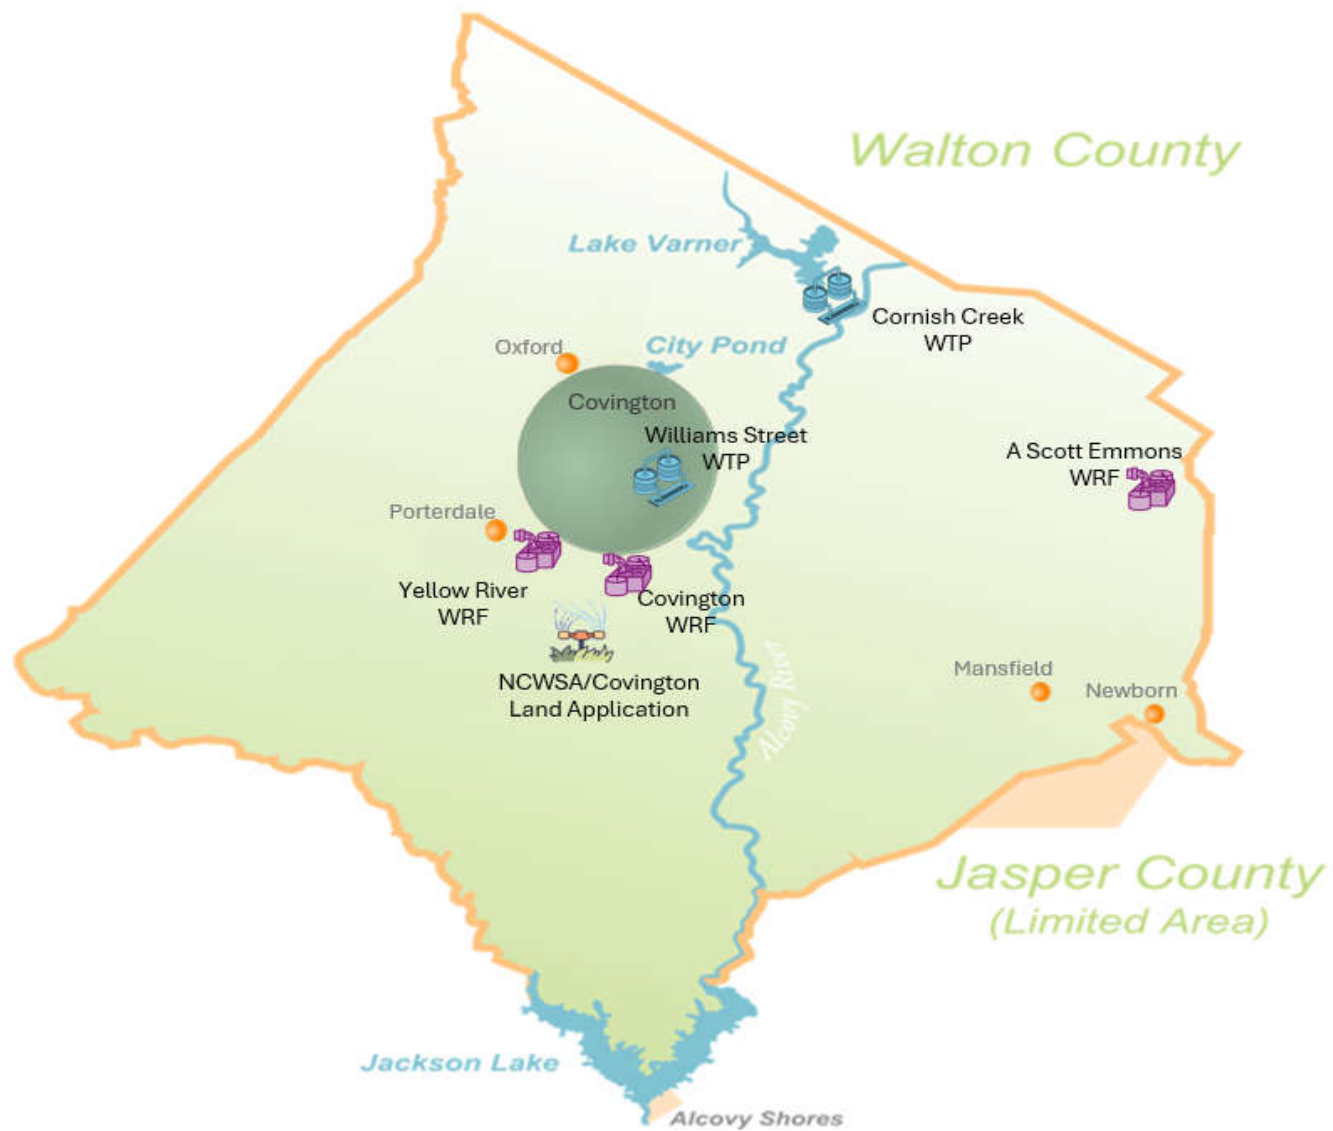 Walton County
Lake Varner
Cornish Creek
WTP
City Pond
Oxford
Covington
Williams Street
WTP
A Scott Emmons
WRF
Porterdale
Yellow River
WRF
Covington
WRF
NCWSA/Covington
Land Application
Alcovy River
Mansfield
Newborn
Jasper County
(Limited Area)
Jackson Lake
Alcovy Shores